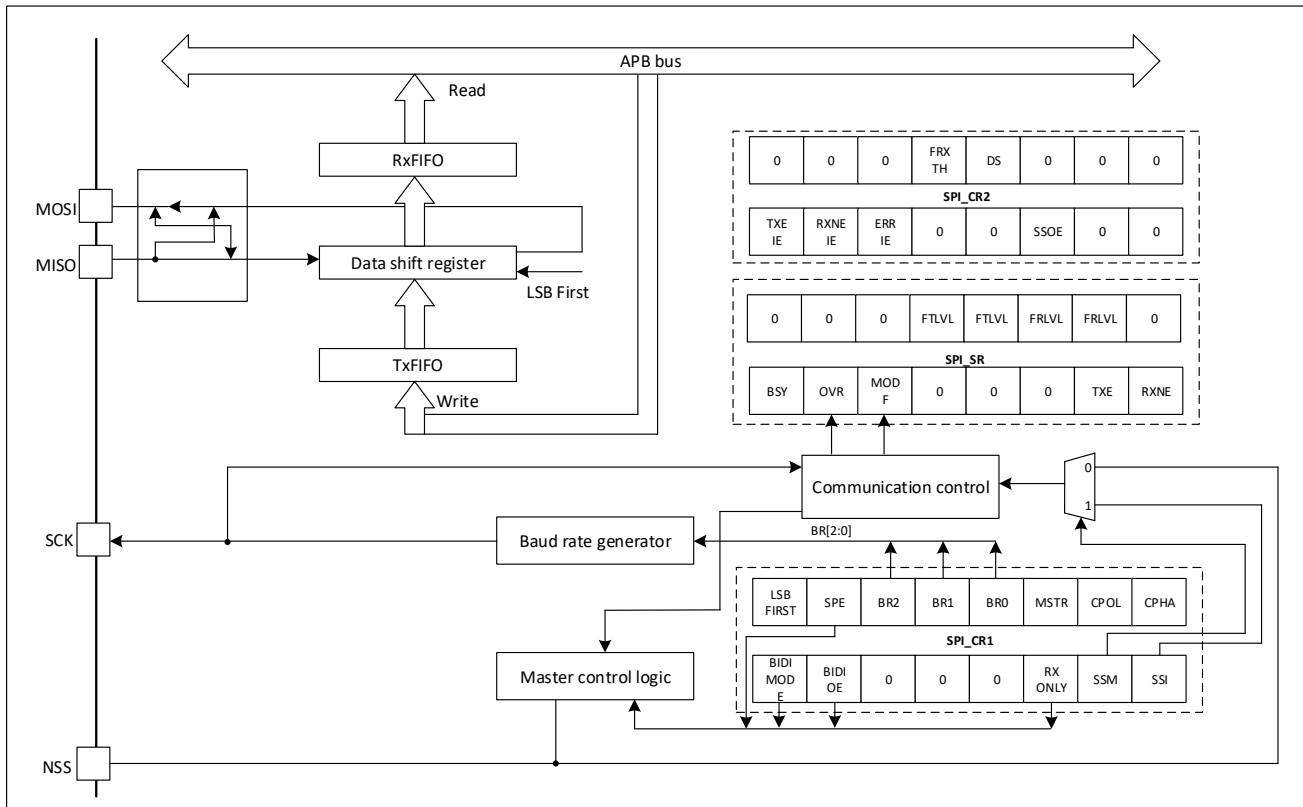 APB bus
Read
RxFIFO
MOSI
MISO
Data shift register
LSB First
TxFIFO
Write
0 0 0 FRX DS 0 0 0
TH
SPI_CR2
TXE RXNE ERR 0 0 SSOE 0 0
IE IE IE
0 0 0 FTLVL FTLVL FRLVL FRLVL 0
SPI_SR
BSY OVR MOD 0 0 0 TXE RXNE
F
Communication control
0
1
SCK
Baud rate generator
BR[2:0]
LSB SPE BR2 BR1 BR0 MSTR CPOL CPHA
FIRST
SPI_CR1
Master control logic
BIDI BIDI 0 0 0 RX SSM SSI
MOD OE ONLY
E
NSS